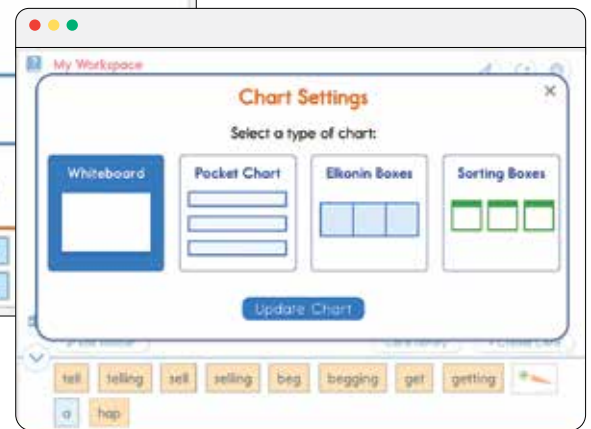 My Workspace
Chart Settings
Select a type of chart:
Whiteboard
Pocket Chart
Elkonin Boxes
Sorting Boxes
Update Chart
tell telling sell selling beg begging get getting
a hop